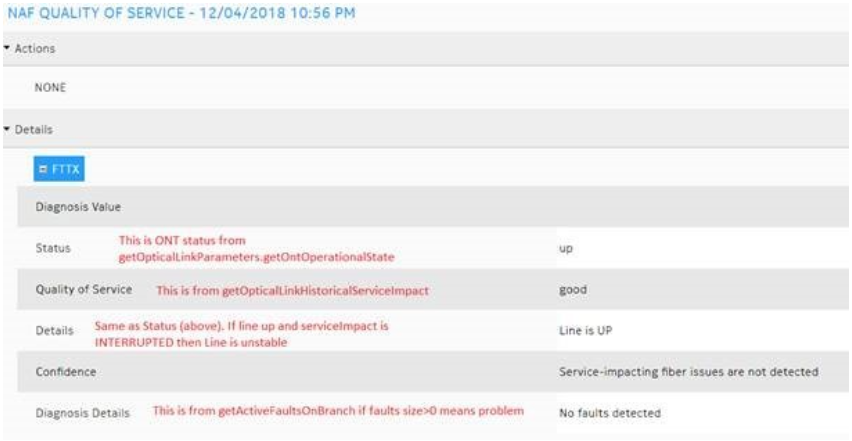 NAF QUALITY OF SERVICE - 12/04/2018 10:56 PM
Actions
NONE
Details
FTTX
Diagnosis Value
Status This is ONT status from
getOpticalLinkParameters.getOntOperationalState up
Quality of Service This is from getOpticalLinkHistoricalServiceImpact good
Details Same as Status (above). If line up and serviceImpact is
INTERRUPTED then Line is unstable Line is UP
Confidence Service-impacting fiber issues are not detected
Diagnosis Details This is from getActiveFaultsOnBranch if faults size>0 means problem No faults detected